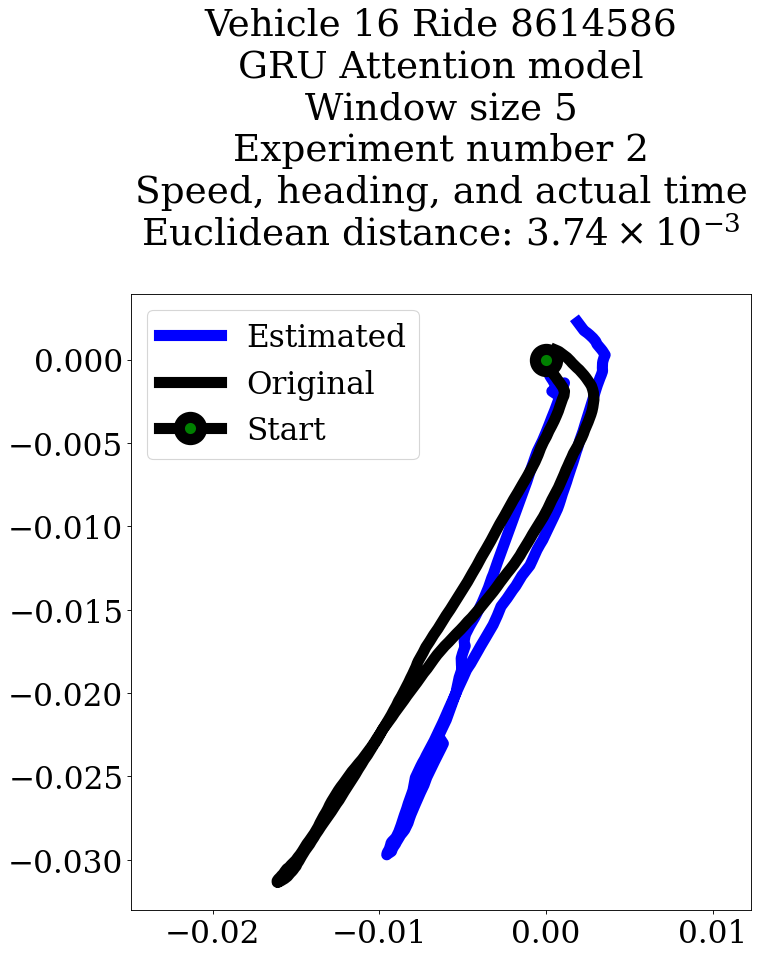 Vehicle 16 Ride 8614586
GRU Attention model
Window size 5
Experiment number 2
Speed, heading, and actual time
Euclidean distance: 3.74 × 10⁻³
Estimated
Original
Start
0.000
−0.005
−0.010
−0.015
−0.020
−0.025
−0.030
−0.02
−0.01
0.00
0.01